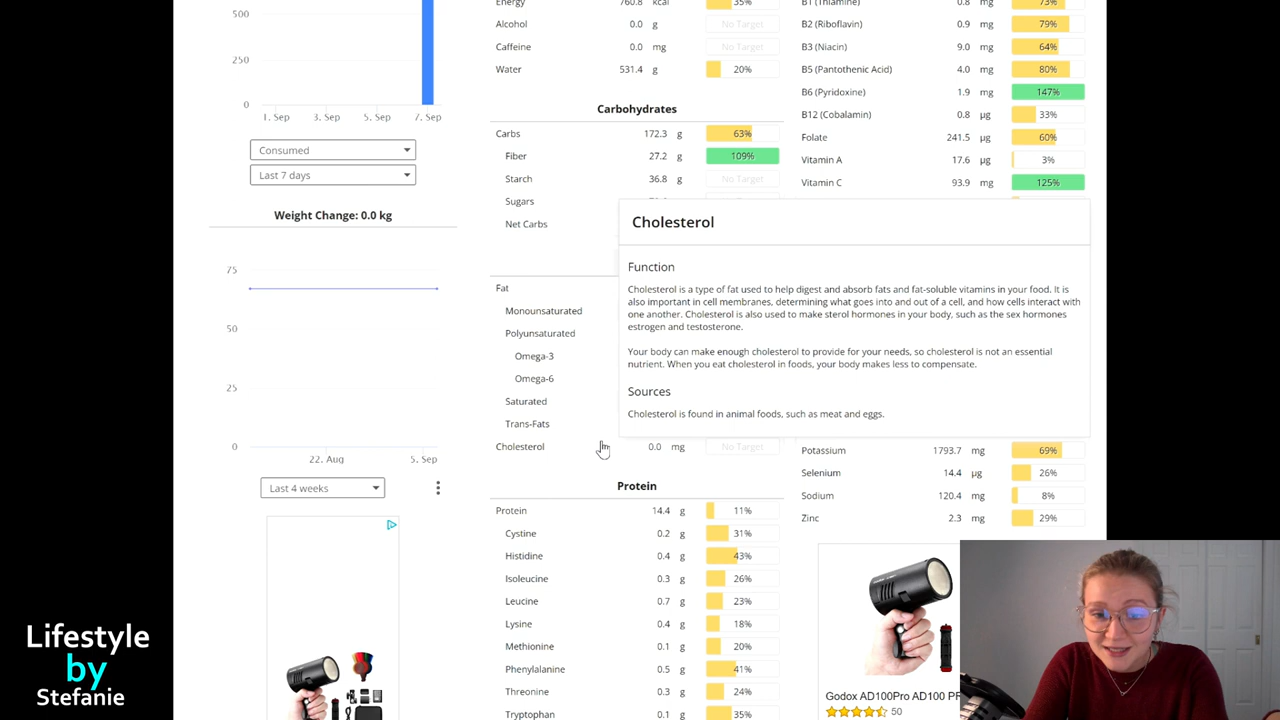 500
250
0
1. Sep 3. Sep 5. Sep 7. Sep
Consumed
Last 7 days
Weight Change: 0.0 kg
75
50
25
0
22. Aug 5. Sep
Last 4 weeks
Energy 760.8 kcal 35%
Alcohol 0.0 g No Target
Caffeine 0.0 mg No Target
Water 531.4 g 20%
Carbohydrates
Carbs 172.3 g 63%
Fiber 27.2 g 109%
Starch 36.8 g No Target
Sugars
Net Carbs
Fat
Monounsaturated
Polyunsaturated
Omega-3
Omega-6
Saturated
Trans-Fats
Cholesterol 0.0 mg No Target
Protein
Protein 14.4 g 11%
Cystine 0.2 g 31%
Histidine 0.4 g 43%
Isoleucine 0.3 g 26%
Leucine 0.7 g 23%
Lysine 0.4 g 18%
Methionine 0.1 g 20%
Phenylalanine 0.5 g 41%
Threonine 0.3 g 24%
Tryptophan 0.1 g 35%
B1 (Thiamine) 0.8 mg 73%
B2 (Riboflavin) 0.9 mg 79%
B3 (Niacin) 9.0 mg 64%
B5 (Pantothenic Acid) 4.0 mg 80%
B6 (Pyridoxine) 1.9 mg 147%
B12 (Cobalamin) 0.8 µg 33%
Folate 241.5 µg 60%
Vitamin A 17.6 µg 3%
Vitamin C 93.9 mg 125%
Cholesterol
Function
Cholesterol is a type of fat used to help digest and absorb fats and fat-soluble vitamins in your food. It is
also important in cell membranes, determining what goes into and out of a cell, and how cells interact with
one another. Cholesterol is also used to make sterol hormones in your body, such as the sex hormones
estrogen and testosterone.
Your body can make enough cholesterol to provide for your needs, so cholesterol is not an essential
nutrient. When you eat cholesterol in foods, your body makes less to compensate.
Sources
Cholesterol is found in animal foods, such as meat and eggs.
Potassium 1793.7 mg 69%
Selenium 14.4 µg 26%
Sodium 120.4 mg 8%
Zinc 2.3 mg 29%
Godox AD100Pro AD100
50
Lifestyle
by
Stefanie